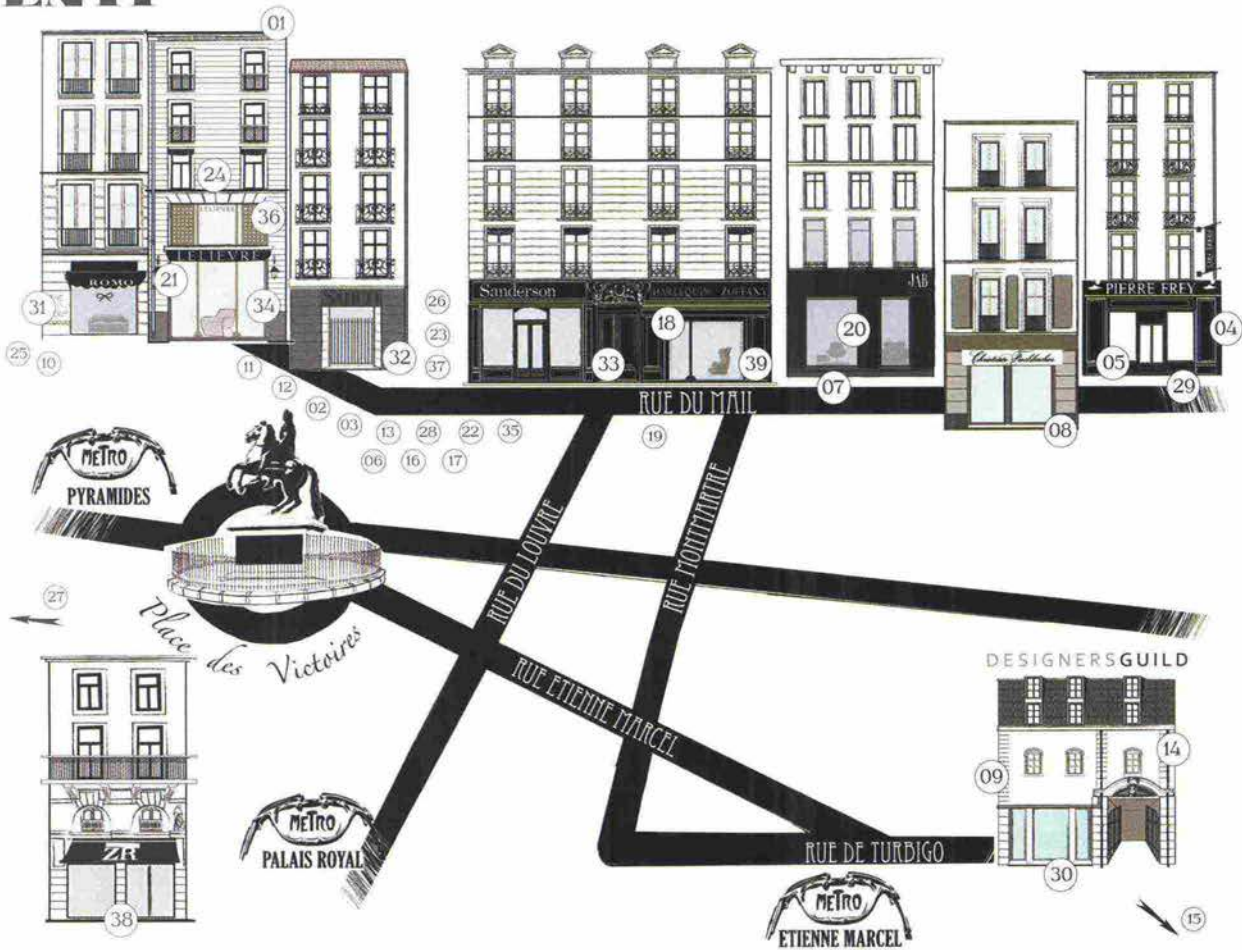 01
24
36
LELIEVRE
21
34
ROMO
31
25
10
32
26
23
37
11
12
02
03
13
28
22
35
06
16
17
Sanderson
HARLEQUIN ZOFFANY
18
33
39
RUE DU MAIL
19
JAB
20
07
Christian Fischbacher
08
PIERRE FREY
04
05
29
METRO
PYRAMIDES
RUE DU LOUVRE
RUE MONTMARTRE
27
Place des Victoires
RUE ETIENNE MARCEL
DESIGNERSGUILD
14
09
30
15
ZR
38
METRO
PALAIS ROYAL
RUE DE TURBIGO
METRO
ETIENNE MARCEL